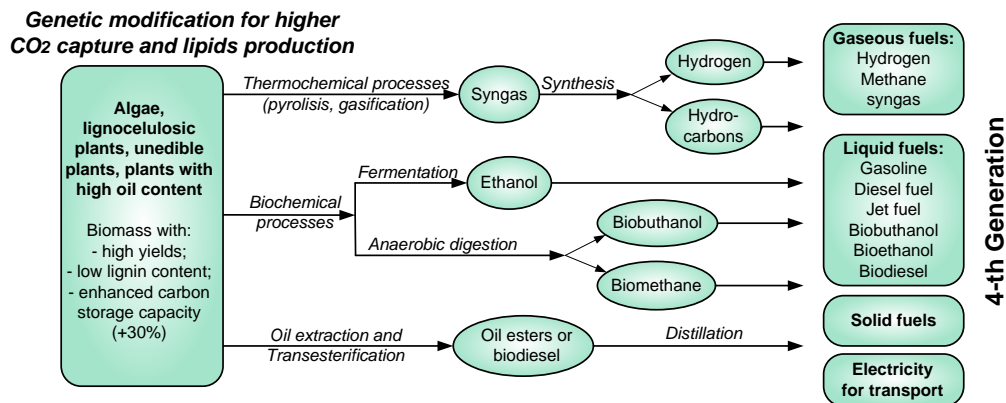 Genetic modification for higher
CO2 capture and lipids production
Algae,
lignocelulosic
plants, unedible
plants, plants with
high oil content
Biomass with:
- high yields;
- low lignin content;
- enhanced carbon
storage capacity
(+30%)
Thermochemical processes
(pyrolisis, gasification)
Syngas
Synthesis
Hydrogen
Hydro-
carbons
Biochemical
processes
Fermentation
Ethanol
Anaerobic digestion
Biobuthanol
Biomethane
Oil extraction and
Transesterification
Oil esters or
biodiesel
Distillation
Gaseous fuels:
Hydrogen
Methane
syngas
Liquid fuels:
Gasoline
Diesel fuel
Jet fuel
Biobuthanol
Bioethanol
Biodiesel
Solid fuels
Electricity
for transport
4-th Generation